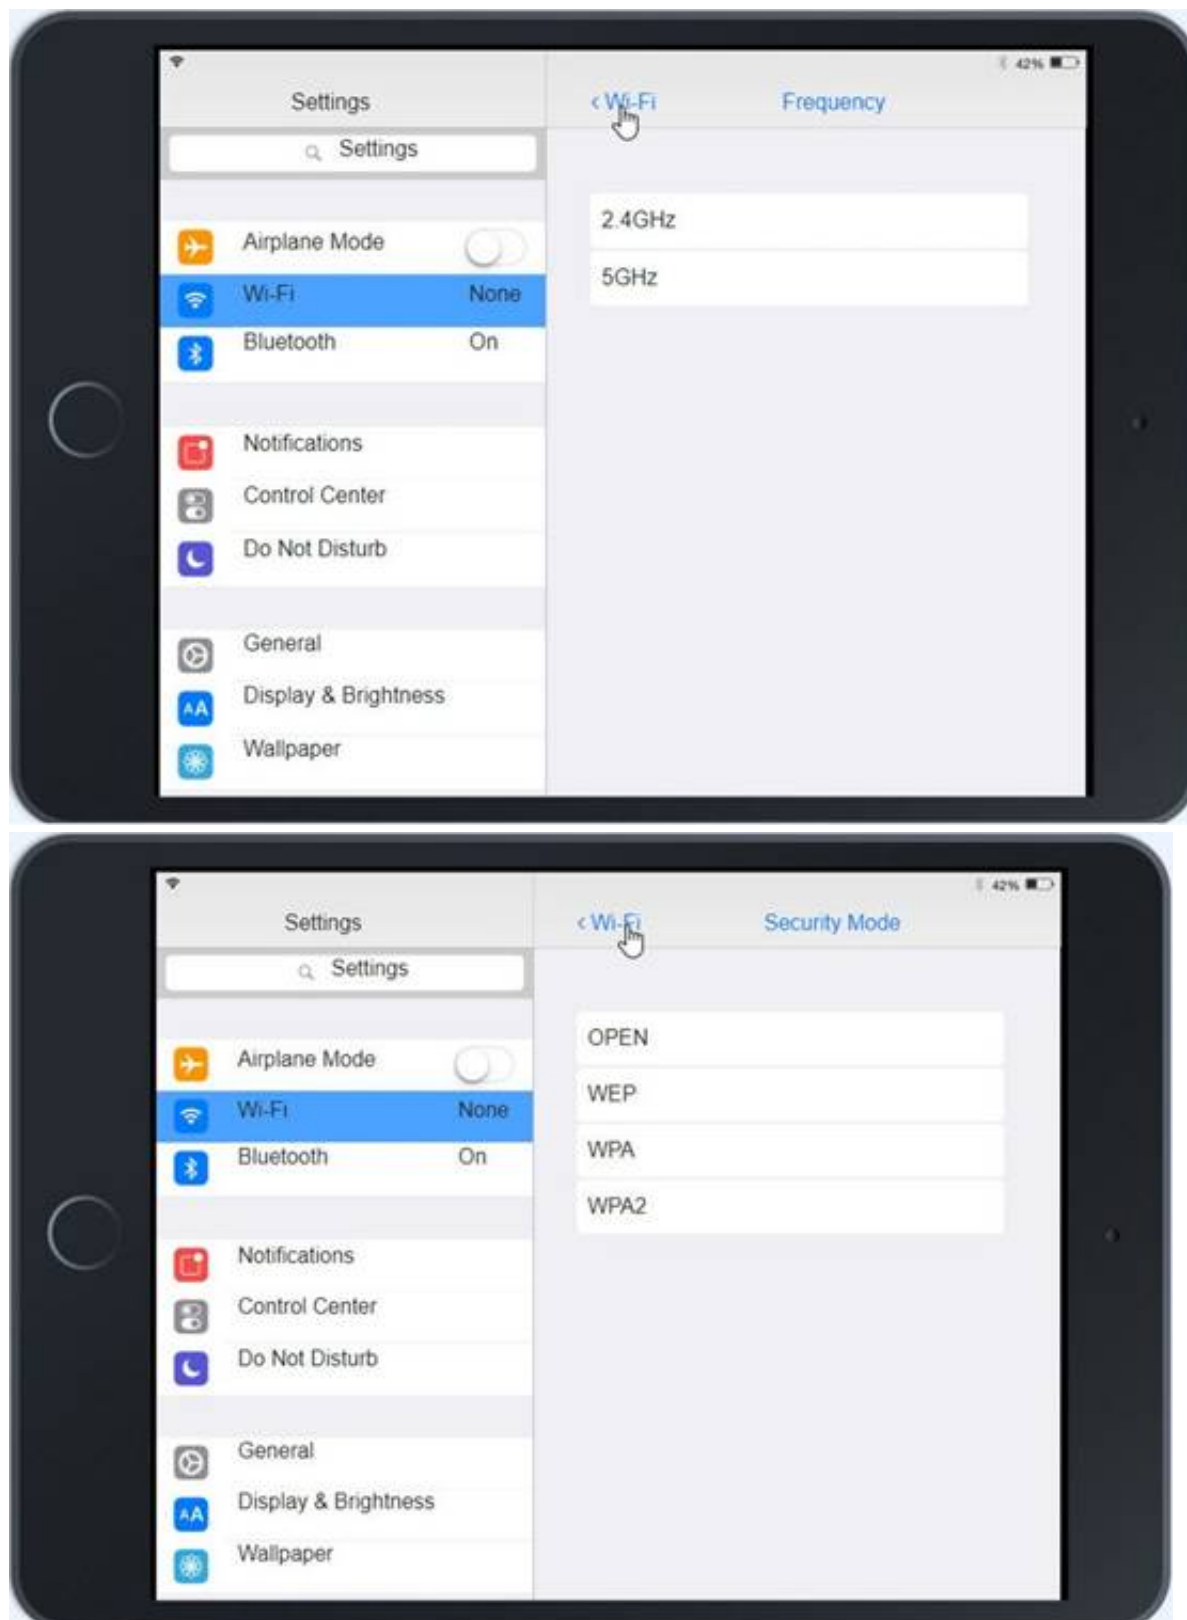 42%
Settings
< Wi-Fi Frequency
Settings
2.4GHz
Airplane Mode
5GHz
Wi-Fi None
Bluetooth On
Notifications
Control Center
Do Not Disturb
General
AA Display & Brightness
Wallpaper
42%
Settings
< Wi-Fi Security Mode
Settings
OPEN
Airplane Mode
WEP
Wi-Fi None
WPA
Bluetooth On
WPA2
Notifications
Control Center
Do Not Disturb
General
AA Display & Brightness
Wallpaper